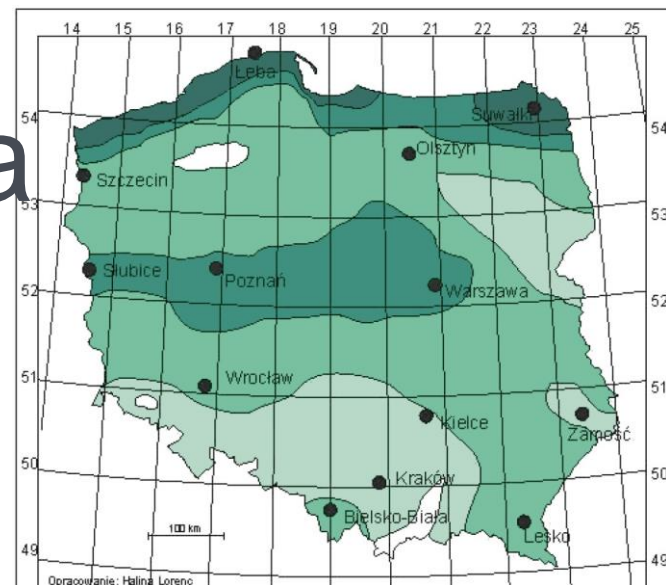 14 15 16 17 18 19 20 21 22 23 24 25
Łeba
54 Suwałki 54
a
Olsztyn
Szczecin
53 53
Słubice Poznań Warszawa
52 52
Wrocław
51 51
Kielce Zamość
50 Kraków 50
Bielsko-Biała Lesko
100 km
49 49
Opracowanie: Halina Lorenc